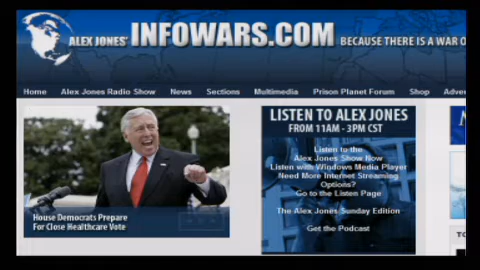 ALEX JONES' INFOWARS.COM BECAUSE THERE IS A WAR O
Home Alex Jones Radio Show News Sections Multimedia Prison Planet Forum Shop Adver
LISTEN TO ALEX JONES
FROM 11AM - 3PM CST
Listen to the
Alex Jones Show Now
Listen with Windows Media Player
Need More Internet Streaming
Options?
Go to the Listen Page
The Alex Jones Sunday Edition
Get the Podcast
House Democrats Prepare
For Close Healthcare Vote